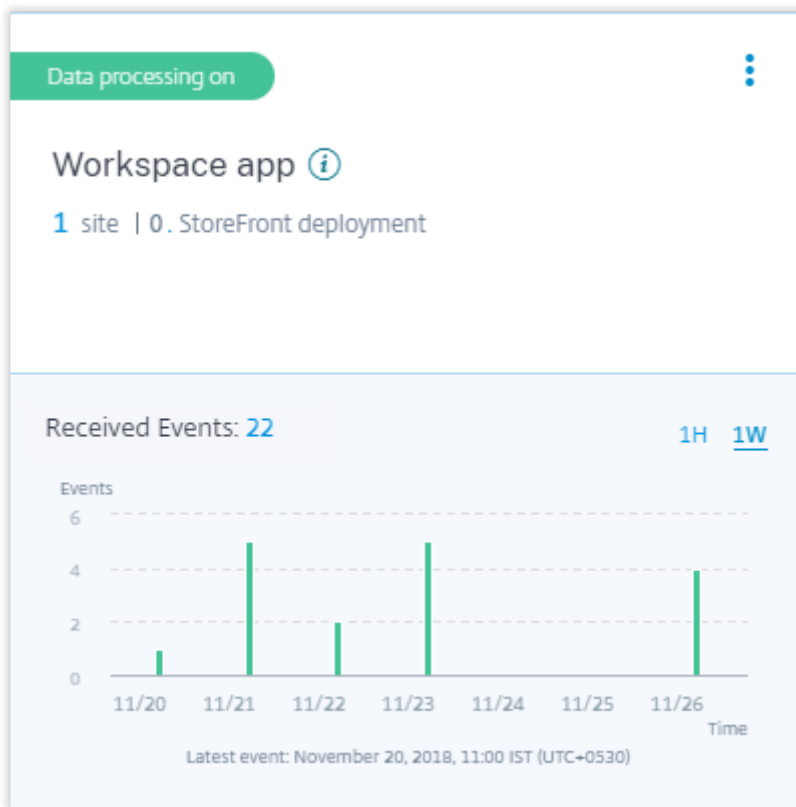 Data processing on
Workspace app i
1 site | 0. StoreFront deployment
Received Events: 22
1H 1W
Events
6
4
2
0
11/20 11/21 11/22 11/23 11/24 11/25 11/26
Time
Latest event: November 20, 2018, 11:00 IST (UTC+0530)